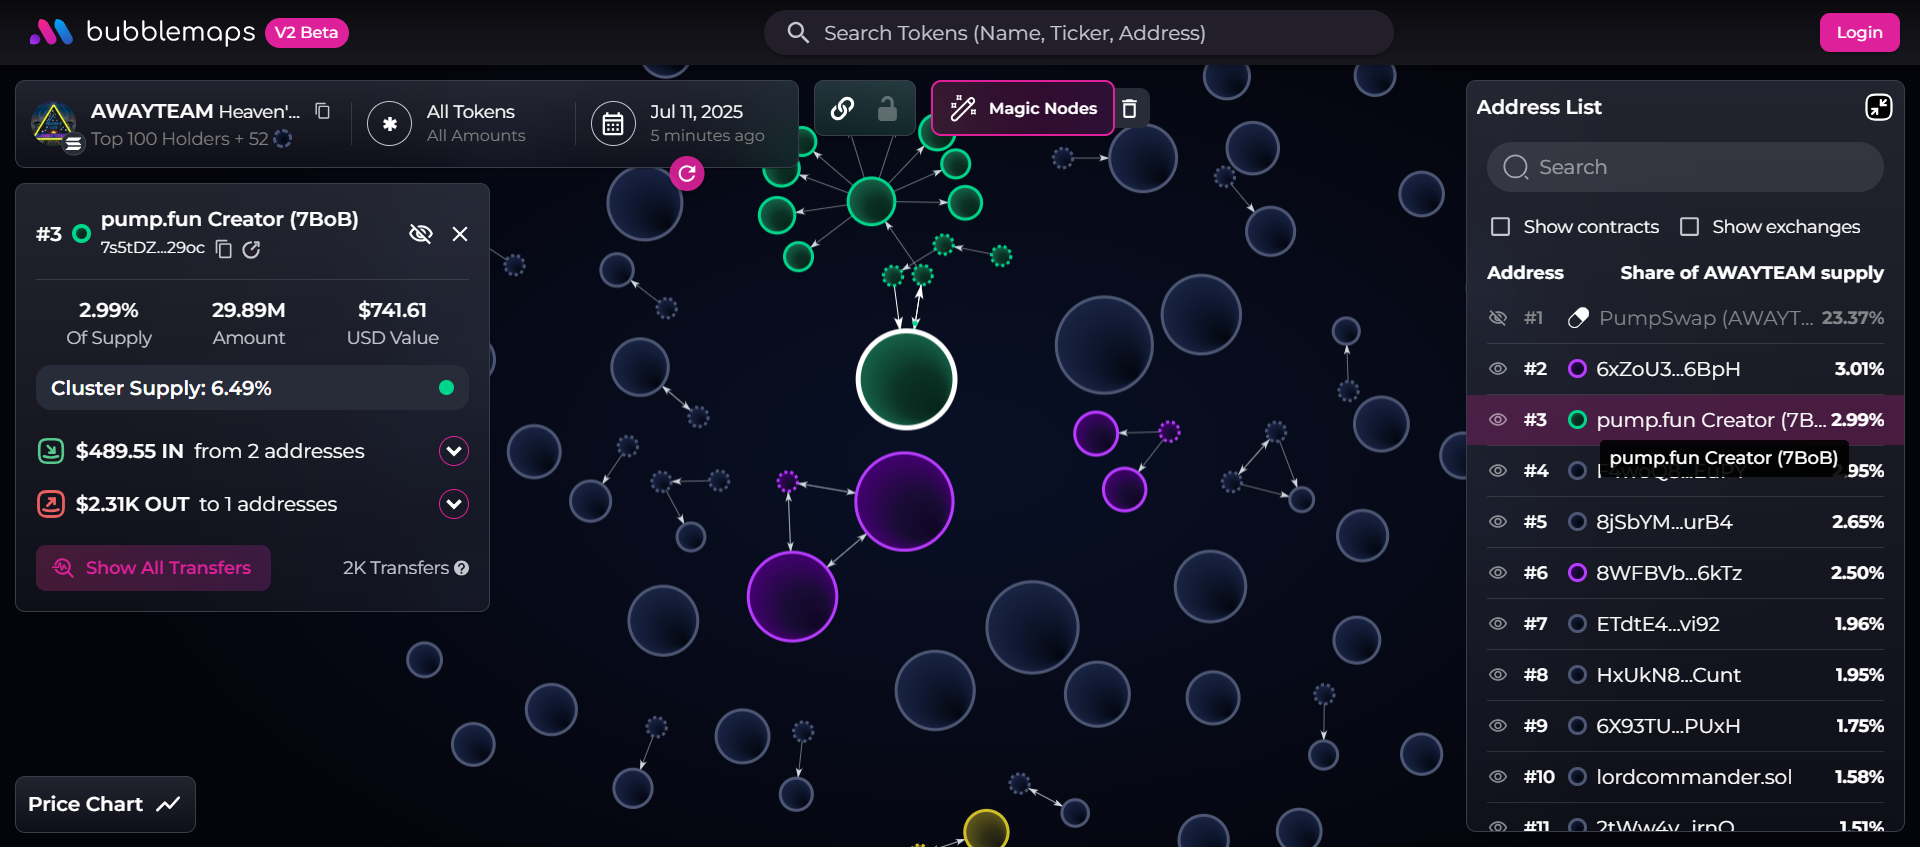 bubblemaps V2 Beta
Search Tokens (Name, Ticker, Address)
Login
AWAYTEAM Heaven'...
Top 100 Holders + 52
All Tokens
All Amounts
Jul 11, 2025
5 minutes ago
Magic Nodes
#3 pump.fun Creator (7BoB)
7s5tDZ...29oc
2.99% 29.89M $741.61
Of Supply Amount USD Value
Cluster Supply: 6.49%
$489.55 IN from 2 addresses
$2.31K OUT to 1 addresses
Show All Transfers 2K Transfers
Price Chart
Address List
Search
Show contracts Show exchanges
Address Share of AWAYTEAM supply
#1 PumpSwap (AWAYT... 23.37%
#2 6xZoU3...6BpH 3.01%
#3 pump.fun Creator (7B... 2.99%
pump.fun Creator (7BoB)
#4
#5 8jSbYM...urB4 2.65%
#6 8WFBVb...6kTz 2.50%
#7 ETdtE4...vi92 1.96%
#8 HxUkN8...Cunt 1.95%
#9 6X93TU...PUxH 1.75%
#10 lordcommander.sol 1.58%
#11 1.51%